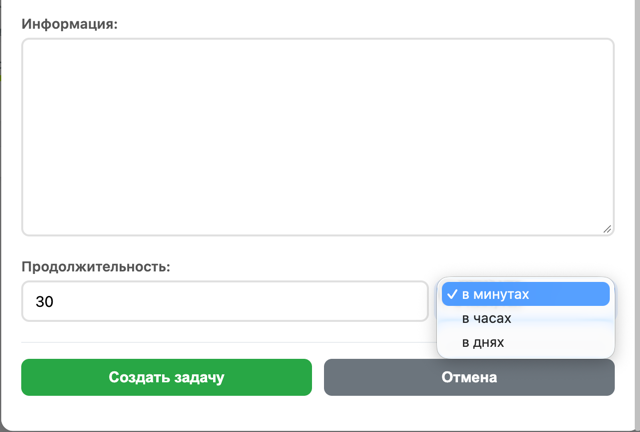 Информация:
Продолжительность:
30
✓ в минутах
в часах
в днях
Создать задачу
Отмена